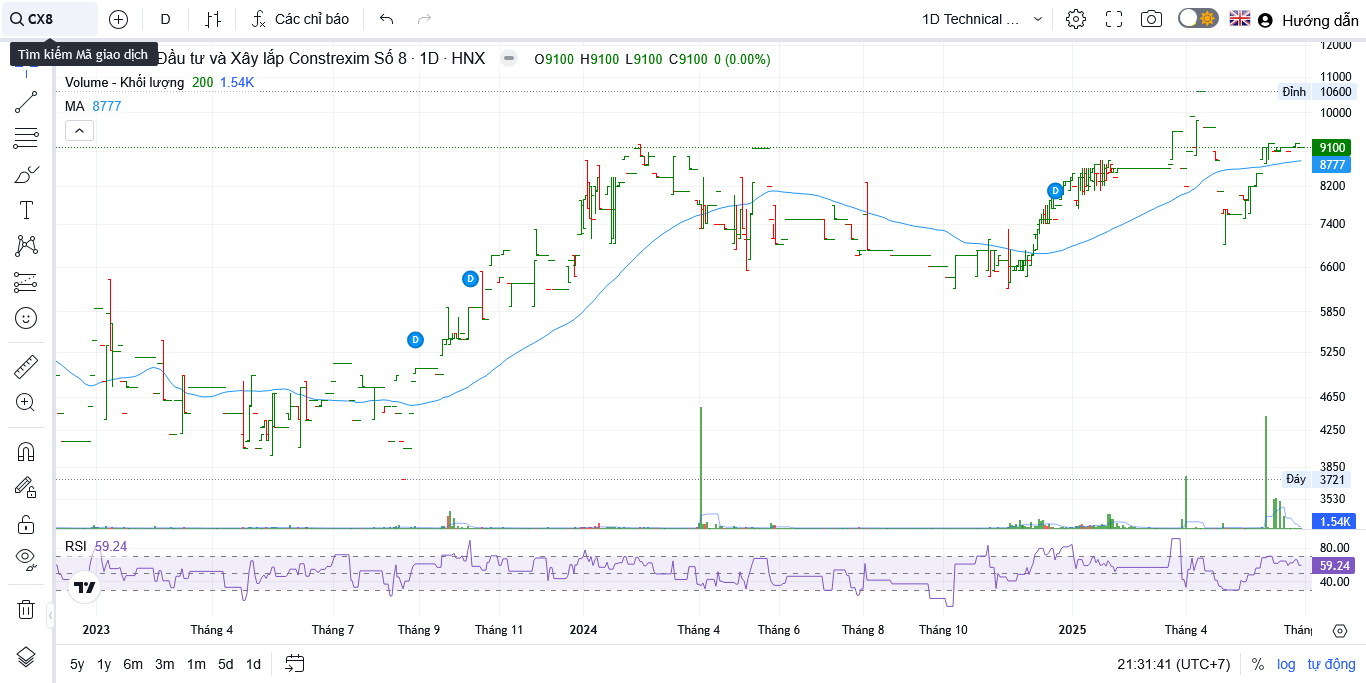 CX8
D
Các chỉ báo
1D Technical ...
Hướng dẫn
Tìm kiếm Mã giao dịch
Đầu tư và Xây lắp Constrexim Số 8 · 1D · HNX
O9100 H9100 L9100 C9100 0 (0.00%)
Volume - Khối lượng 200 1.54K
MA 8777
12000
11000
Đỉnh 10600
10000
9100
8777
8200
7400
6600
5850
5250
4650
4250
3850
Đáy 3721
3530
1.54K
D
D
D
T
RSI 59.24
80.00
59.24
40.00
2023 Tháng 4 Tháng 7 Tháng 9 Tháng 11 2024 Tháng 4 Tháng 6 Tháng 8 Tháng 10 2025 Tháng 4
5y 1y 6m 3m 1m 5d 1d
21:31:41 (UTC+7) % log tự động